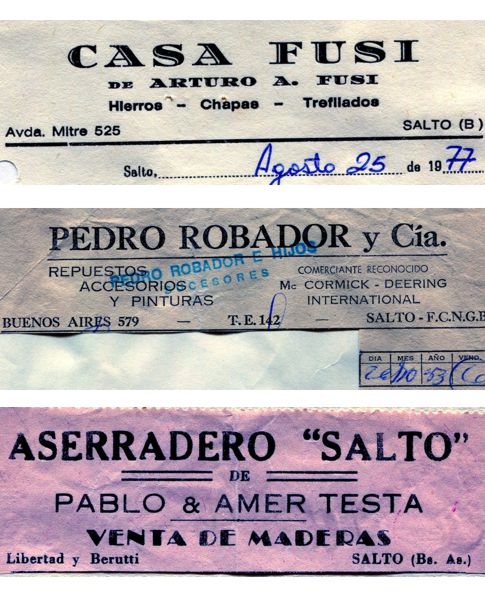 CASA FUSI
DE ARTURO A. FUSI
Hierros - Chapas - Trefilados
Avda. Mitre 525 SALTO (B)
Salto, Agosto 25 de 1977
PEDRO ROBADOR y Cía.
PEDRO ROBADOR E HIJOS
SUCESORES
REPUESTOS
ACCESORIOS
Y PINTURAS
COMERCIANTE RECONOCIDO
Mc CORMICK - DEERING
INTERNATIONAL
BUENOS AIRES 579 — T. E. 142 — SALTO - F.C.N.G.B
DIA MES AÑO VEND.
53
ASERRADERO "SALTO"
DE
PABLO & AMER TESTA
VENTA DE MADERAS
Libertad y Berutti SALTO (Bs. As.)